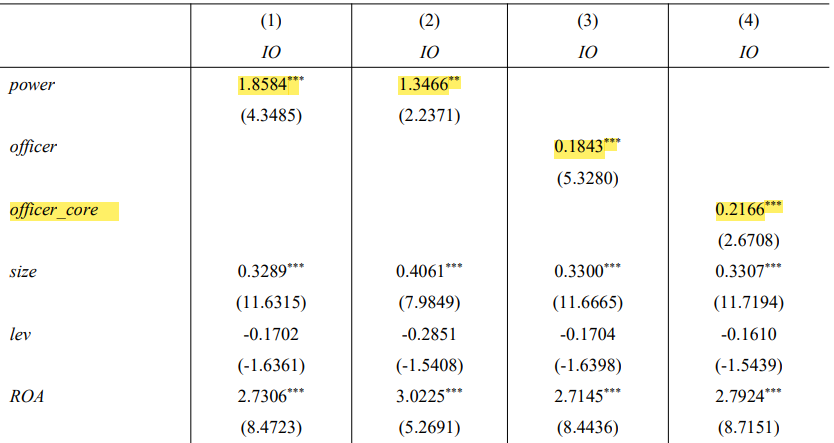 (1) (2) (3) (4)
IO IO IO IO
power 1.8584*** 1.3466**
(4.3485) (2.2371)
officer 0.1843***
(5.3280)
officer_core 0.2166***
(2.6708)
size 0.3289*** 0.4061*** 0.3300*** 0.3307***
(11.6315) (7.9849) (11.6665) (11.7194)
lev -0.1702 -0.2851 -0.1704 -0.1610
(-1.6361) (-1.5408) (-1.6398) (-1.5439)
ROA 2.7306*** 3.0225*** 2.7145*** 2.7924***
(8.4723) (5.2691) (8.4436) (8.7151)